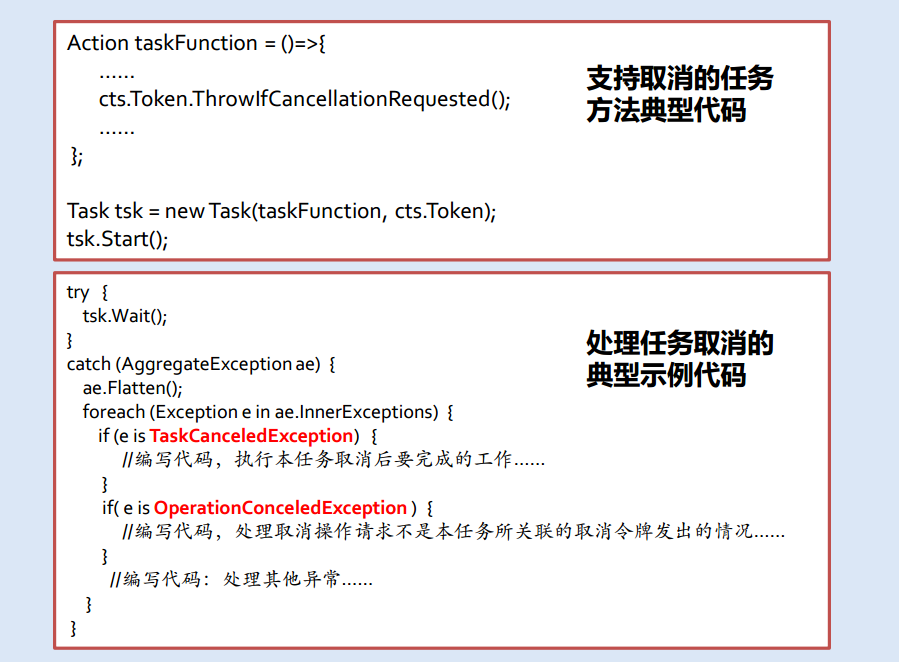 Action taskFunction = ()=>{
......
cts.Token.ThrowIfCancellationRequested();
......
};
Task tsk = new Task(taskFunction, cts.Token);
tsk.Start();
支持取消的任务
方法典型代码
try {
tsk.Wait();
}
catch (AggregateException ae) {
ae.Flatten();
foreach (Exception e in ae.InnerExceptions) {
if (e is TaskCanceledException) {
//编写代码，执行本任务取消后要完成的工作......
}
if( e is OperationConceledException ) {
//编写代码，处理取消操作请求不是本任务所关联的取消令牌发出的情况......
}
//编写代码：处理其他异常......
}
}
处理任务取消的
典型示例代码